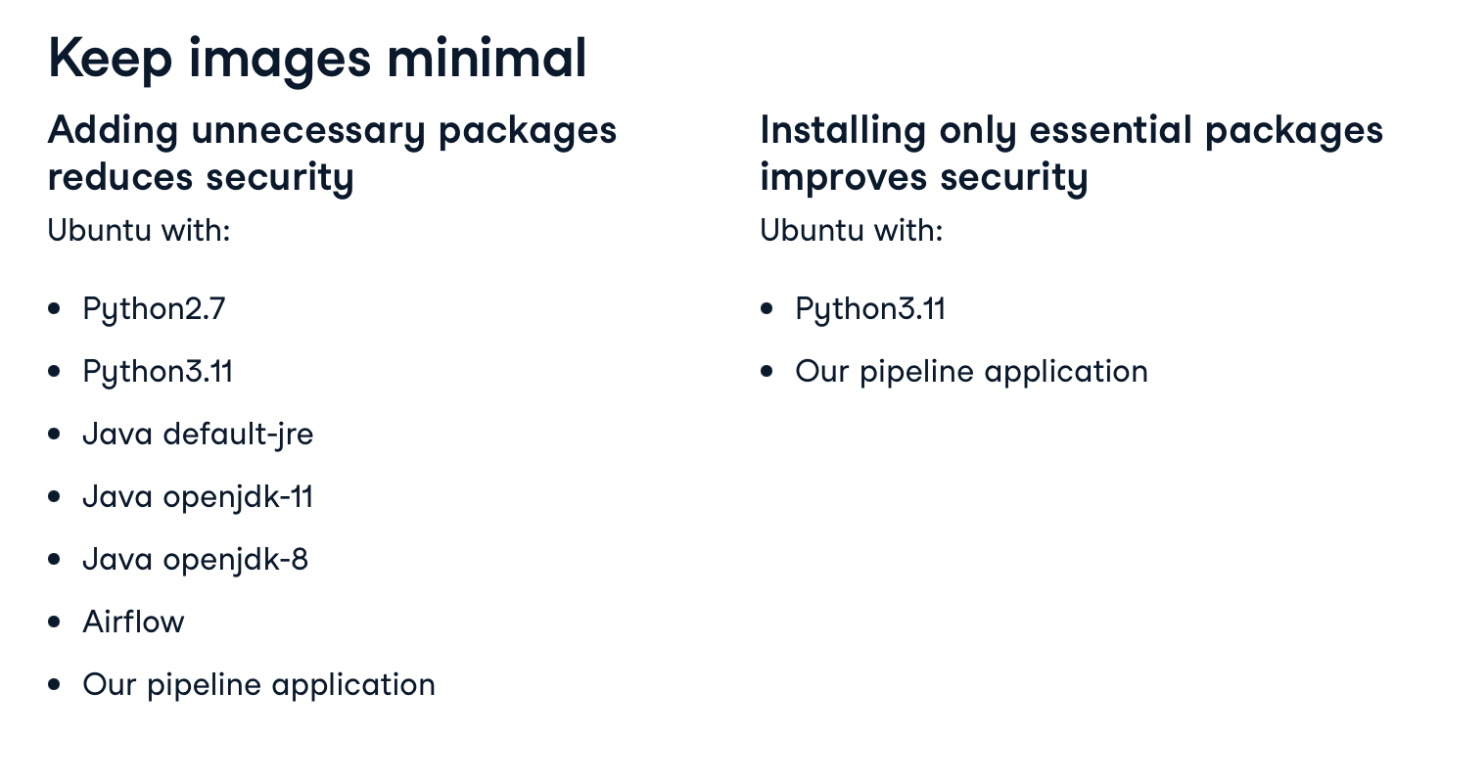 Keep images minimal
Adding unnecessary packages
reduces security
Ubuntu with:
• Python2.7
• Python3.11
• Java default-jre
• Java openjdk-11
• Java openjdk-8
• Airflow
• Our pipeline application
Installing only essential packages
improves security
Ubuntu with:
• Python3.11
• Our pipeline application